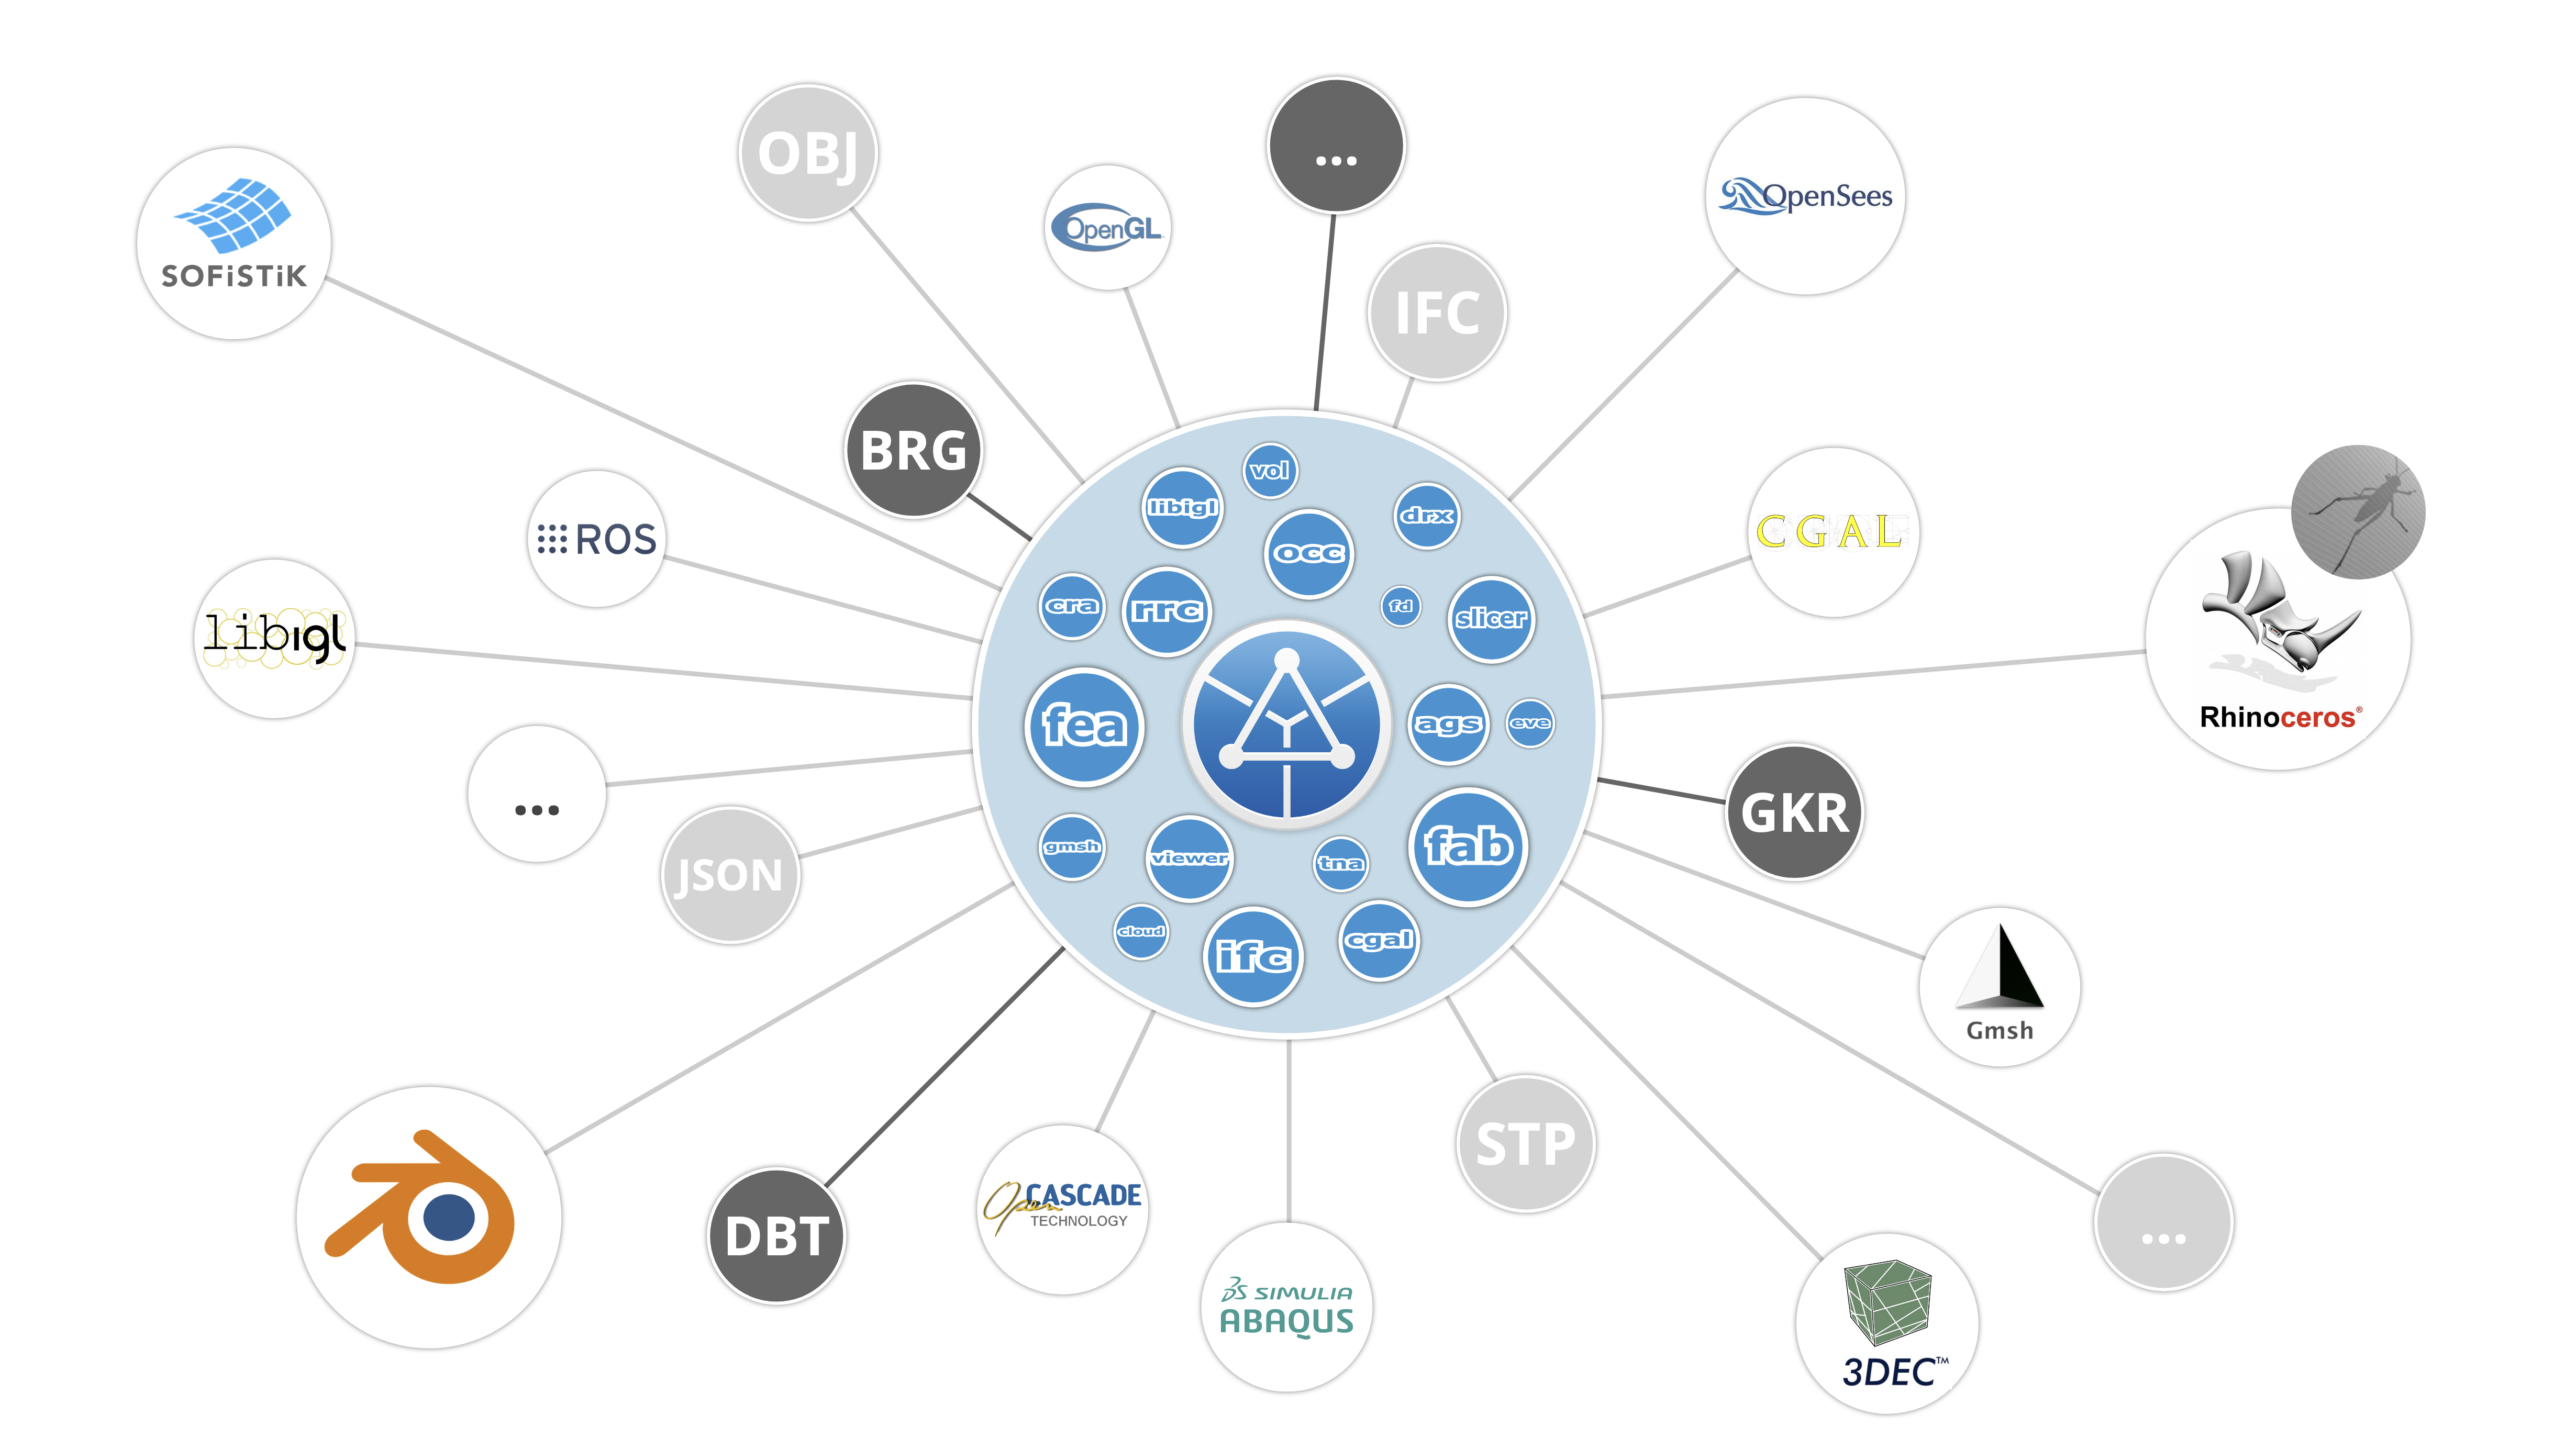 OBJ
...
OpenSees
SOFiSTiK
OpenGL
IFC
BRG
vol
libigl
drx
CGAL
ROS
occ
cra
rrc
fd
slicer
libigl
Rhinoceros®
fea
ags
eve
...
GKR
JSON
gmsh
viewer
tna
fab
cloud
ifc
cgal
Gmsh
STP
DBT
Open CASCADE
TECHNOLOGY
...
SIMULIA
ABAQUS
3DEC™